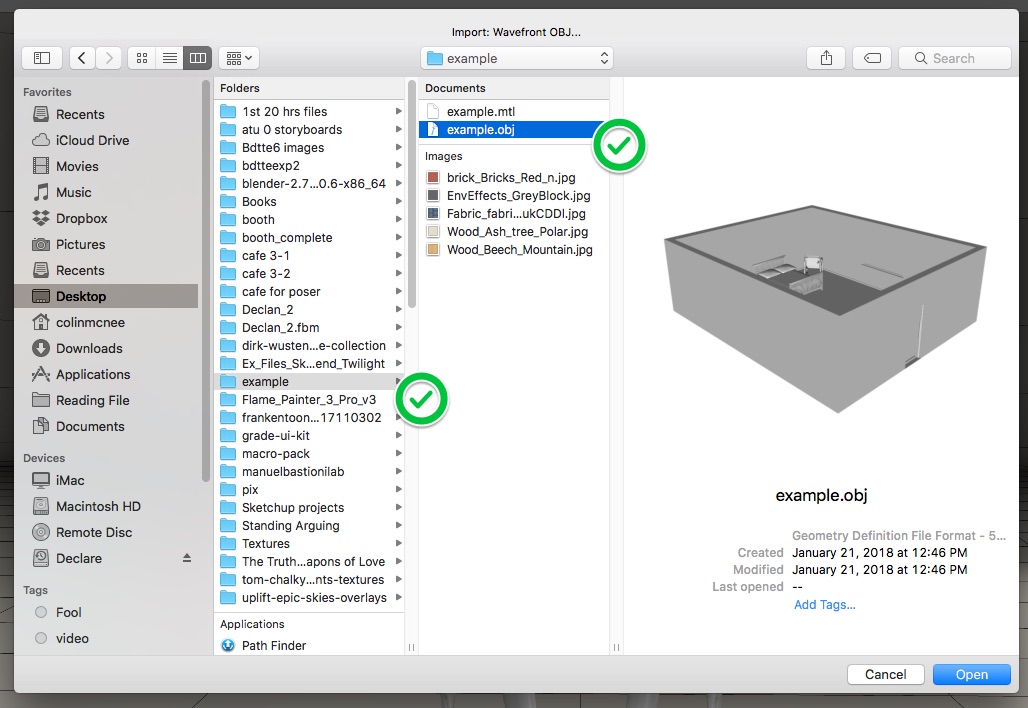 Import: Wavefront OBJ...
example
Search
Favorites
Recents
iCloud Drive
Movies
Music
Dropbox
Pictures
Recents
Desktop
colinmcnee
Downloads
Applications
Reading File
Documents
Devices
iMac
Macintosh HD
Remote Disc
Declare
Tags
Fool
video
Folders
1st 20 hrs files
atu 0 storyboards
Bdtte6 images
bdtteexp2
blender-2.7...0.6-x86_64
Books
booth
booth_complete
cafe 3-1
cafe 3-2
cafe for poser
Declan_2
Declan_2.fbm
dirk-wusten...e-collection
Ex_Files_Sk...end_Twilight
example
Flame_Painter_3_Pro_v3
frankentoon...17110302
grade-ui-kit
macro-pack
manuelbastionilab
pix
Sketchup projects
Standing Arguing
Textures
The Truth...apons of Love
tom-chalky...nts-textures
uplift-epic-skies-overlays
Applications
Path Finder
Documents
example.mtl
example.obj
Images
brick_Bricks_Red_n.jpg
EnvEffects_GreyBlock.jpg
Fabric_fabri...ukCDDI.jpg
Wood_Ash_tree_Polar.jpg
Wood_Beech_Mountain.jpg
example.obj
Geometry Definition File Format - 5...
Created January 21, 2018 at 12:46 PM
Modified January 21, 2018 at 12:46 PM
Last opened --
Add Tags...
Cancel
Open